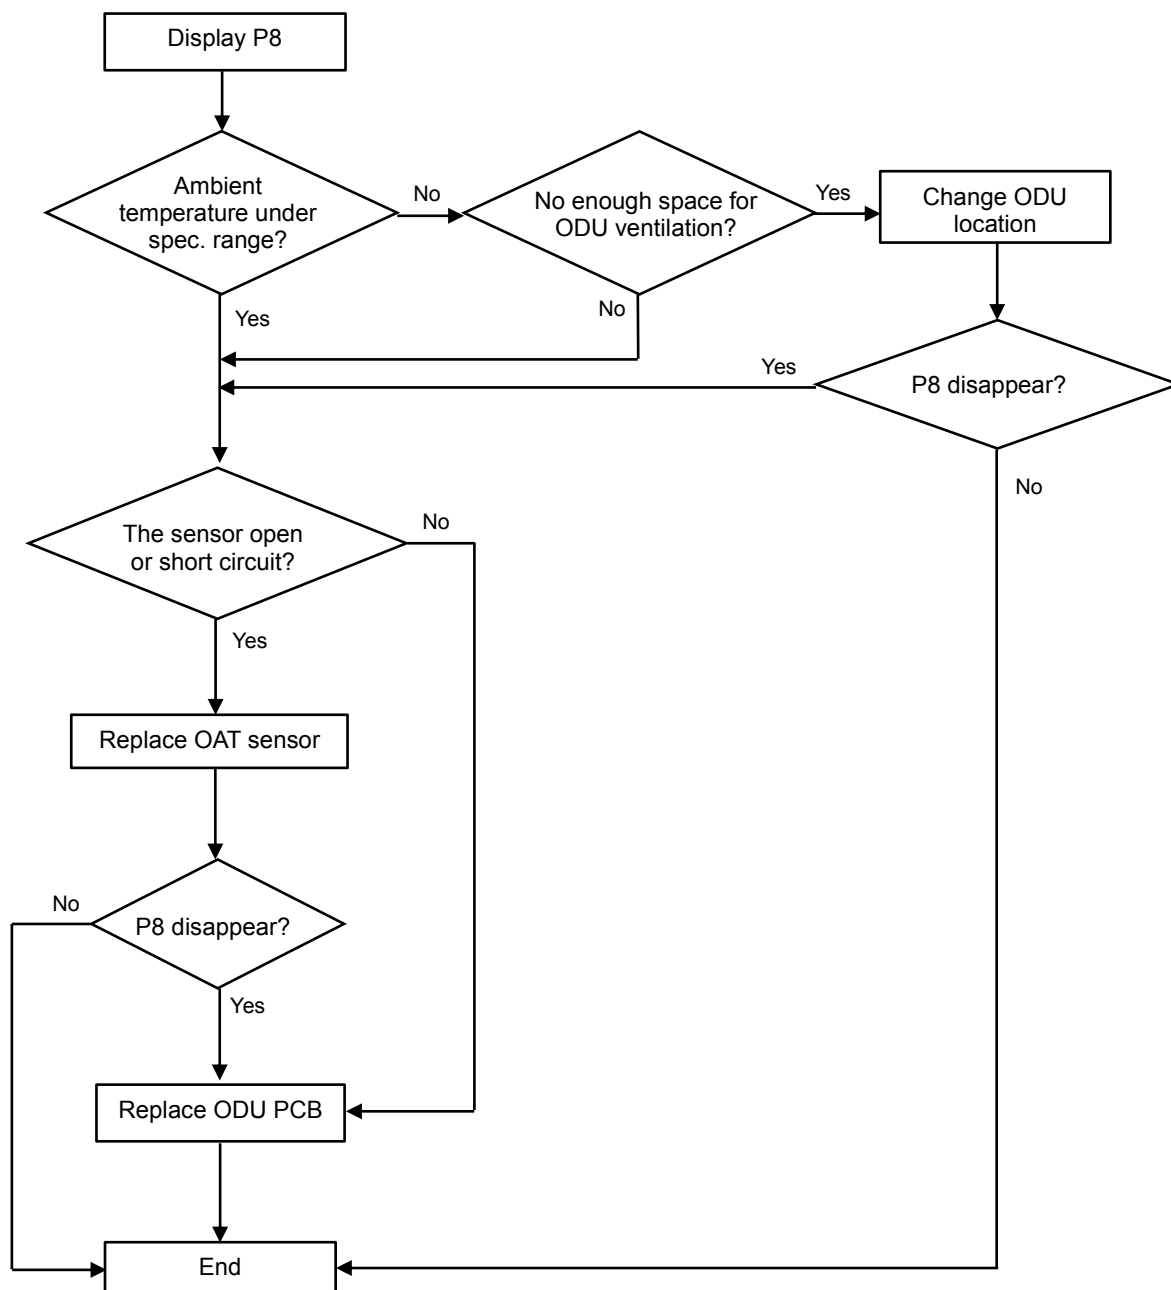 Display P8
Ambient
temperature under
spec. range?
No
No enough space for
ODU ventilation?
Yes
Change ODU
location
Yes
No
Yes
P8 disappear?
No
The sensor open
or short circuit?
No
Yes
Replace OAT sensor
No
P8 disappear?
Yes
Replace ODU PCB
End